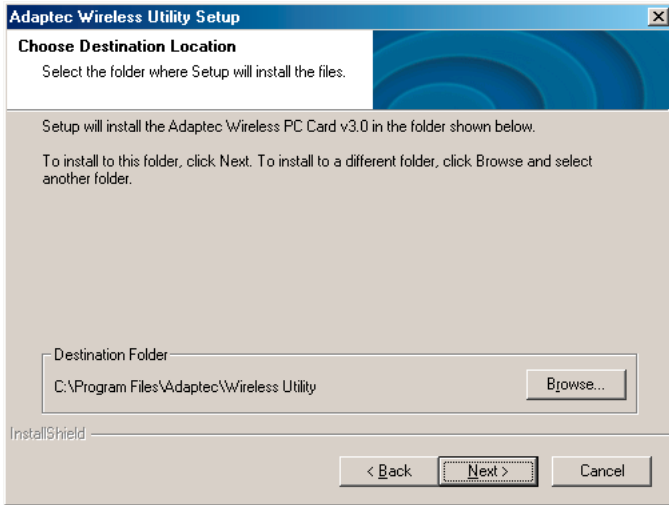 Adaptec Wireless Utility Setup
Choose Destination Location
Select the folder where Setup will install the files.
Setup will install the Adaptec Wireless PC Card v3.0 in the folder shown below.
To install to this folder, click Next. To install to a different folder, click Browse and select
another folder.
Destination Folder
C:\Program Files\Adaptec\Wireless Utility
Browse...
InstallShield
< Back
Next >
Cancel